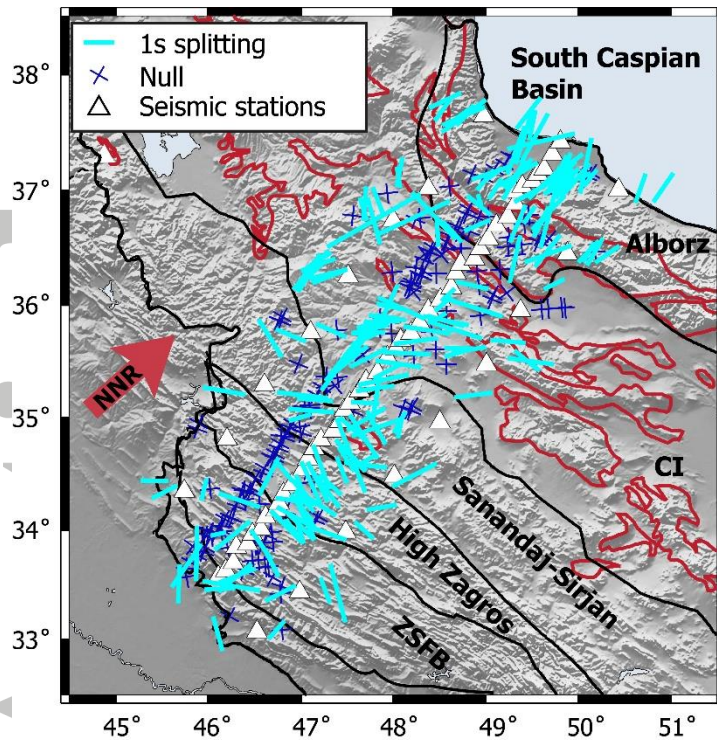 1s splitting
Null
Seismic stations
South Caspian
Basin
Alborz
NNR
CI
Sanandaj-Sirjan
High Zagros
ZSFB
38°
37°
36°
35°
34°
33°
45° 46° 47° 48° 49° 50° 51°